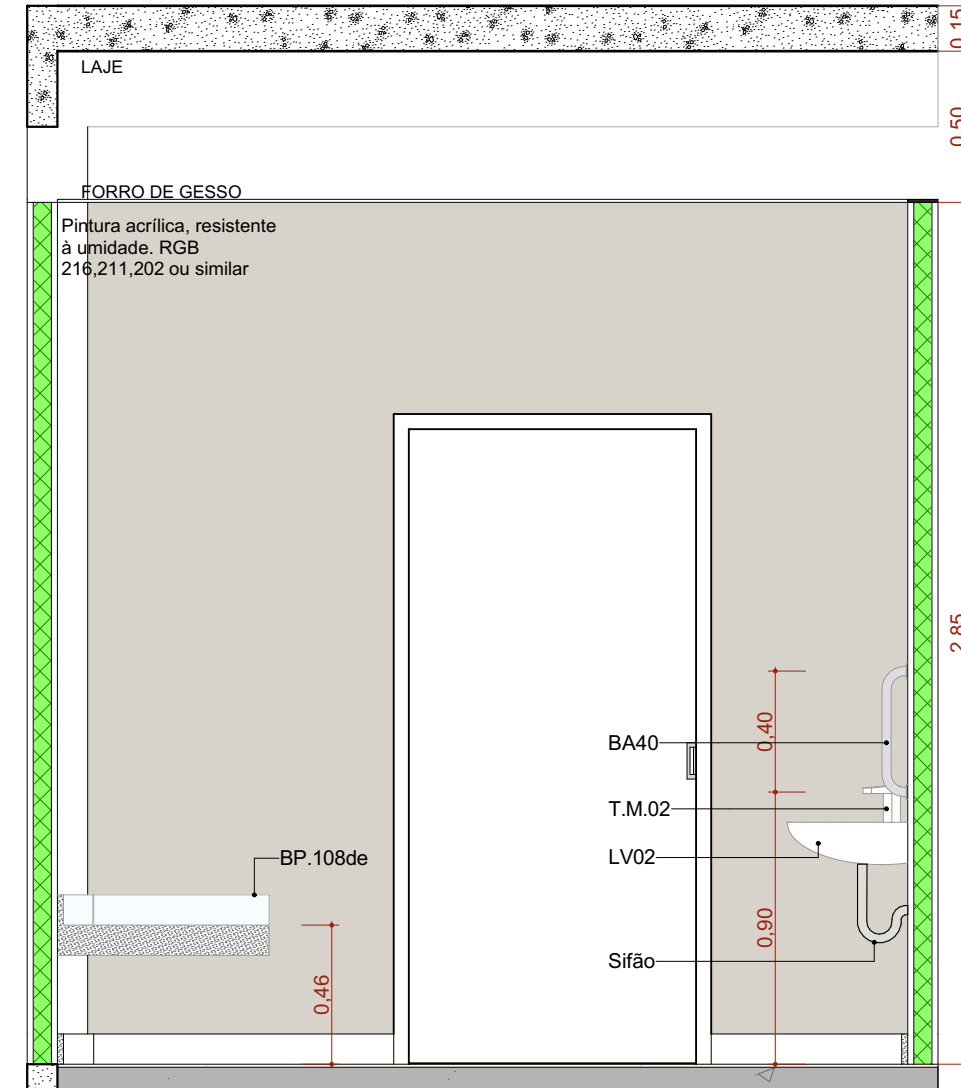 0,15
LAJE
0,50
FORRO DE GESSO
Pintura acrílica, resistente
à umidade. RGB
216,211,202 ou similar
2,85
0,40
BA40
T.M.02
LV02
BP.108de
0,90
Sifão
0,46